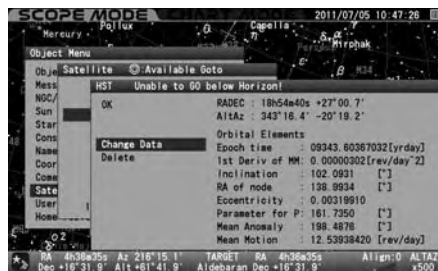 SCOPE MODE 2011/07/05 10:47:26
Pollux Capella
Mercury
Mirphak
Object Menu
M34
Obje Satellite ◎:Available Goto
Mess HST Unable to GO below Horizon!
NGC/ OK RADEC : 18h54m40s +27°00.7'
Sun AltAz : 343°16.4' -20°19.2'
Star Orbital Elements
Cons Change Data Epoch time : 09343.60367032[yrday]
Name Delete 1st Deriv of MM: 0.00000302[rev/day^2]
Coor Inclination : 102.0931 [°]
Come RA of node : 138.9934 [°]
Sate Eccentricity : 0.00319910
User Parameter for P: 161.7350 [°]
Home Mean Anomaly : 198.4876 [°]
Mean Motion : 12.53938420 [rev/day]
RA 4h36m35s Az 216°15.1' TARGET RA 4h36m35s Align:0 ALTAZ
Dec +16°31.9' Alt +61°41.9' Aldebaran Dec +16°31.9' x500